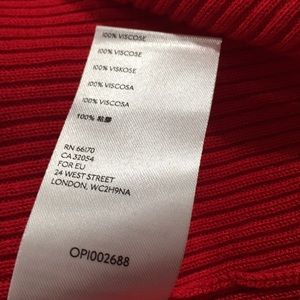 100% VISCOSE
100% VISCOSE
100% VISKOSE
100% VISCOSA
100% VISCOSA
100% 粘膠
RN 66170
CA 32054
FOR EU
24 WEST STREET
LONDON, WC2H9NA
OPI002688